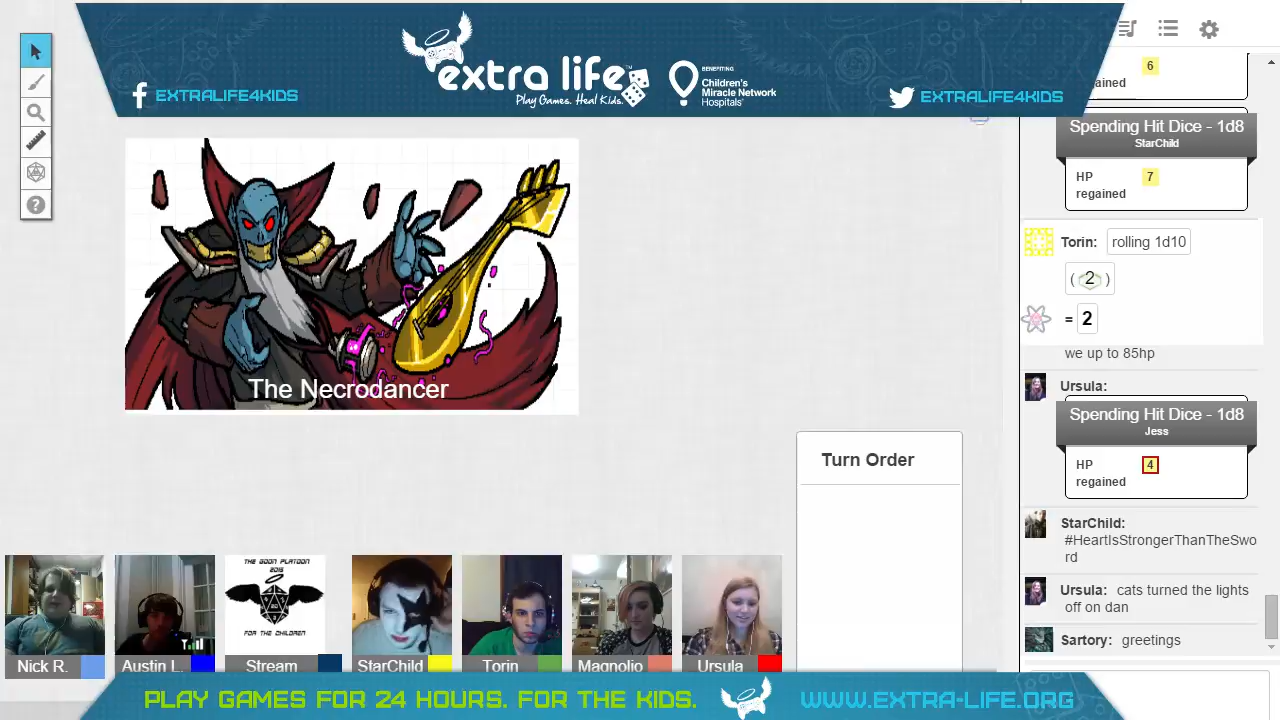 extra life
Play Games. Heal Kids.
BENEFITING
Children's
Miracle Network
Hospitals
EXTRALIFE4KIDS
EXTRALIFE4KIDS
The Necrodancer
Turn Order
6
Spending Hit Dice - 1d8
StarChild
HP
regained
7
Torin: rolling 1d10
(2)
= 2
we up to 85hp
Ursula:
Spending Hit Dice - 1d8
Jess
HP
regained
4
StarChild:
#HeartIsStrongerThanTheSwo
rd
Ursula: cats turned the lights
off on dan
Sartory: greetings
THE GOON PLATOON
2015
20
FOR THE CHILDREN
Nick R.
Austin L.
Stream
StarChild
Torin
Magnolio
Ursula
PLAY GAMES FOR 24 HOURS. FOR THE KIDS.
WWW.EXTRA-LIFE.ORG